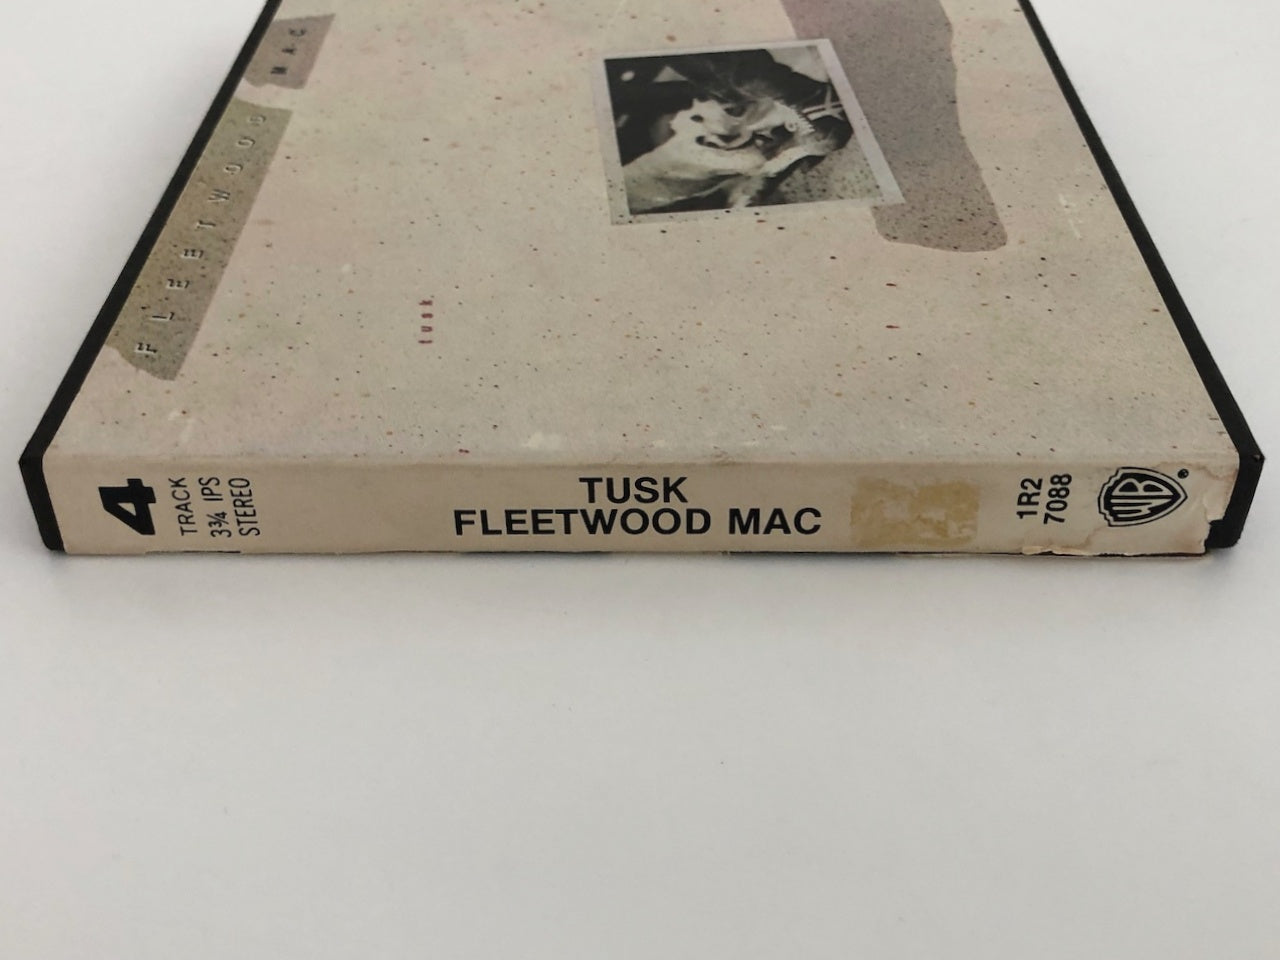 FLEETWOOD MAC
tusk
4
TRACK
3¾ IPS
STEREO
TUSK
FLEETWOOD MAC
1R2
7088
WB
®